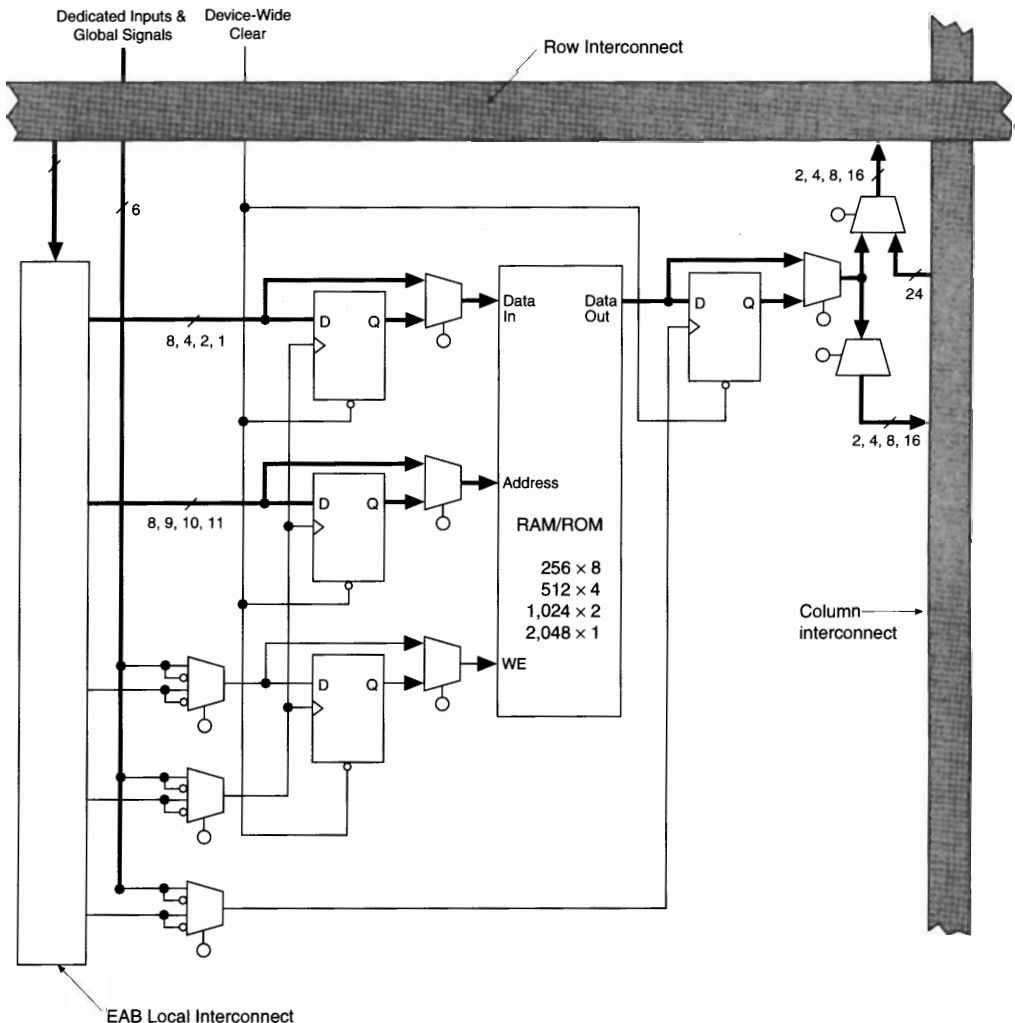 Dedicated Inputs &
Global Signals
Device-Wide
Clear
Row Interconnect
2, 4, 8, 16
6
24
Data
In
Data
Out
D
Q
8, 4, 2, 1
D
Q
2, 4, 8, 16
D
Q
Address
8, 9, 10, 11
RAM/ROM
256 × 8
512 × 4
1,024 × 2
2,048 × 1
Column
interconnect
WE
D
Q
EAB Local Interconnect